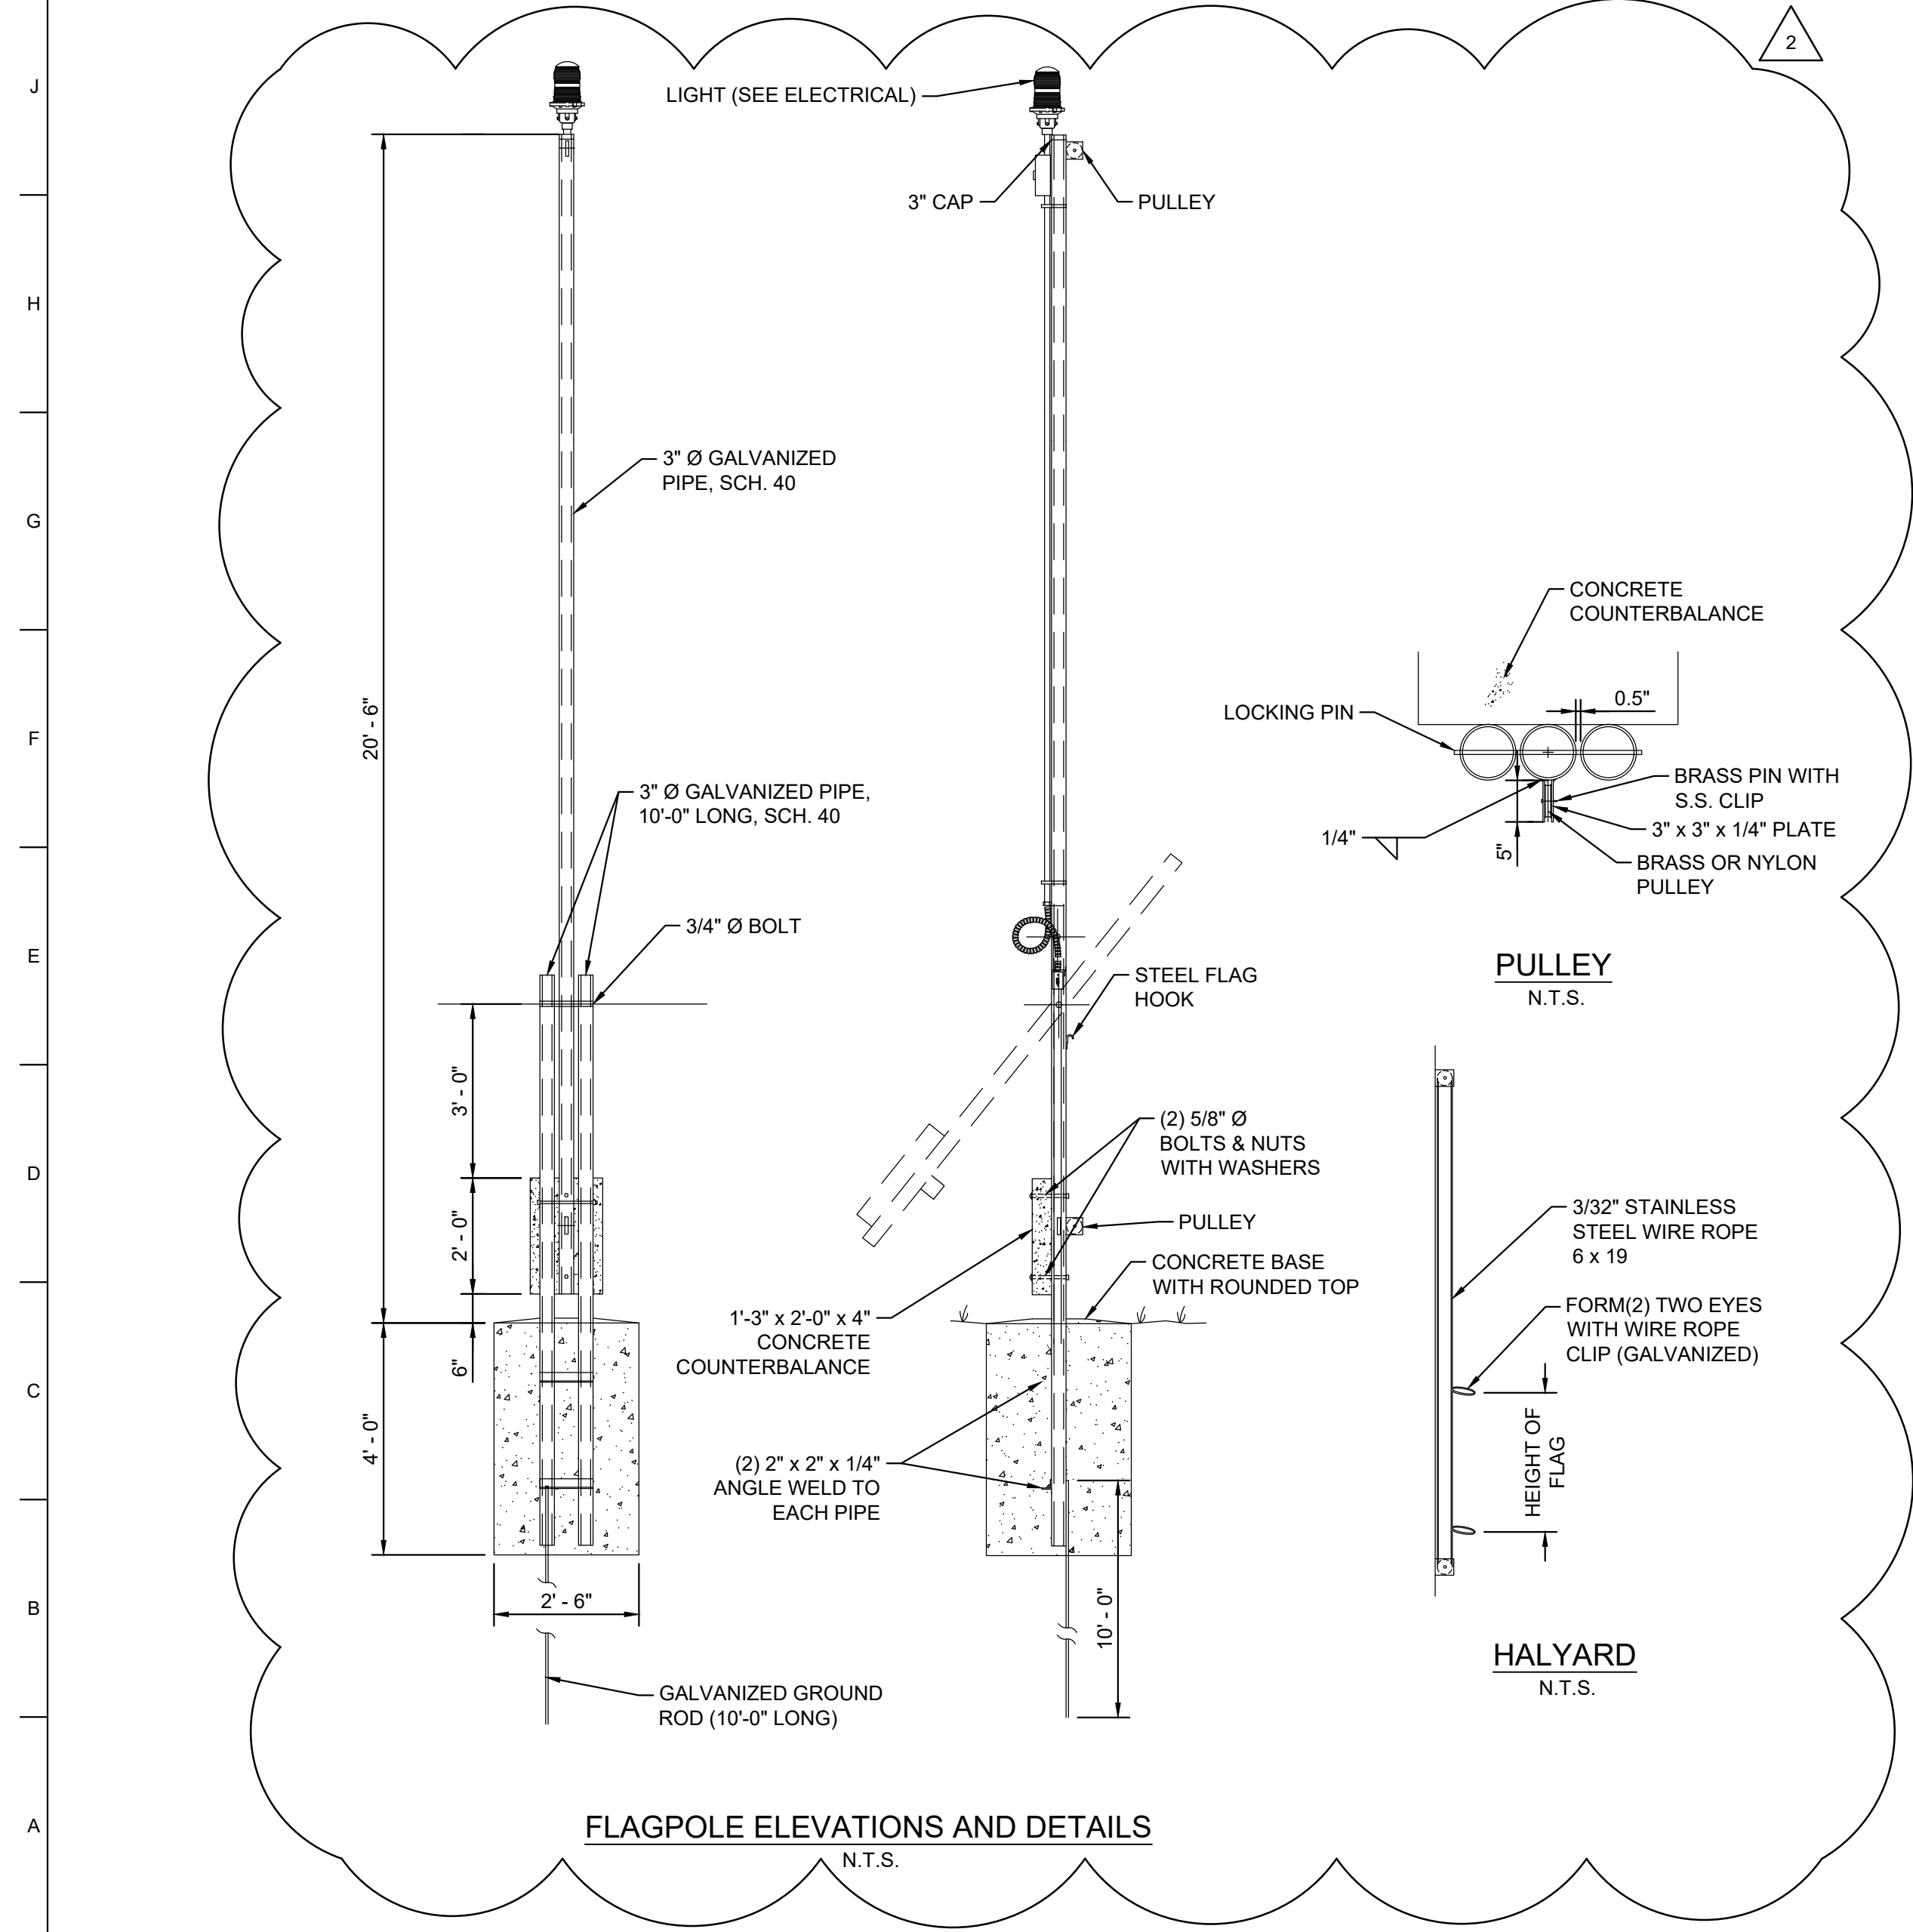 2
J
H
G
F
E
D
C
B
A
LIGHT (SEE ELECTRICAL)
3" CAP
PULLEY
20' - 6"
3" Ø GALVANIZED
PIPE, SCH. 40
3" Ø GALVANIZED PIPE,
10'-0" LONG, SCH. 40
3/4" Ø BOLT
3' - 0"
2' - 0"
6"
4' - 0"
2' - 6"
GALVANIZED GROUND
ROD (10'-0" LONG)
STEEL FLAG
HOOK
(2) 5/8" Ø
BOLTS & NUTS
WITH WASHERS
PULLEY
CONCRETE BASE
WITH ROUNDED TOP
1'-3" x 2'-0" x 4"
CONCRETE
COUNTERBALANCE
(2) 2" x 2" x 1/4"
ANGLE WELD TO
EACH PIPE
10' - 0"
CONCRETE
COUNTERBALANCE
0.5"
LOCKING PIN
BRASS PIN WITH
S.S. CLIP
3" x 3" x 1/4" PLATE
1/4"
5"
BRASS OR NYLON
PULLEY
PULLEY
N.T.S.
3/32" STAINLESS
STEEL WIRE ROPE
6 x 19
FORM(2) TWO EYES
WITH WIRE ROPE
CLIP (GALVANIZED)
HEIGHT OF
FLAG
HALYARD
N.T.S.
FLAGPOLE ELEVATIONS AND DETAILS
N.T.S.